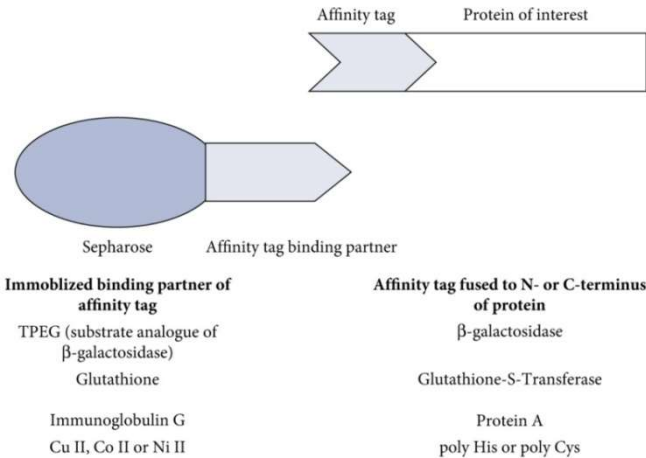 Affinity tag Protein of interest
Sepharose Affinity tag binding partner
Immoblized binding partner of
affinity tag
TPEG (substrate analogue of
β-galactosidase)
Glutathione
Immunoglobulin G
Cu II, Co II or Ni II
Affinity tag fused to N- or C-terminus
of protein
β-galactosidase
Glutathione-S-Transferase
Protein A
poly His or poly Cys